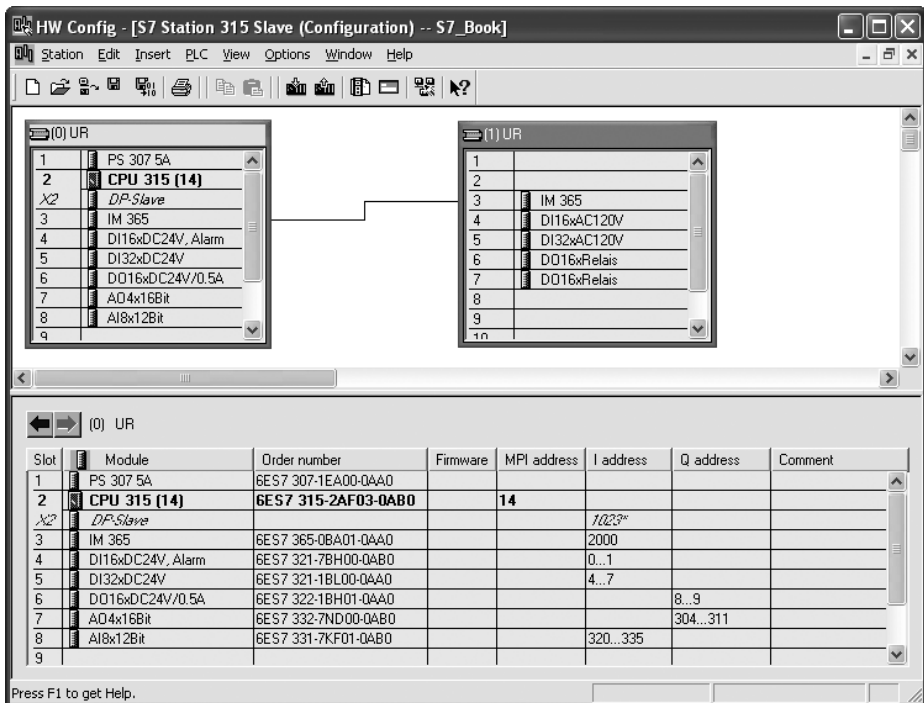 HW Config - [S7 Station 315 Slave (Configuration) -- S7_Book]
Station Edit Insert PLC View Options Window Help
(0) UR
1 PS 307 5A
2 CPU 315 (14)
X2 DP-Slave
3 IM 365
4 DI16xDC24V, Alarm
5 DI32xDC24V
6 DO16xDC24V/0.5A
7 AO4x16Bit
8 AI8x12Bit
9
(1) UR
1
2
3 IM 365
4 DI16xAC120V
5 DI32xAC120V
6 DO16xRelais
7 DO16xRelais
8
9
10
(0) UR
Slot Module Order number Firmware MPI address I address Q address Comment
1 PS 307 5A 6ES7 307-1EA00-0AA0
2 CPU 315 (14) 6ES7 315-2AF03-0AB0 14
X2 DP-Slave 1023*
3 IM 365 6ES7 365-0BA01-0AA0 2000
4 DI16xDC24V, Alarm 6ES7 321-7BH00-0AB0 0...1
5 DI32xDC24V 6ES7 321-1BL00-0AA0 4...7
6 DO16xDC24V/0.5A 6ES7 322-1BH01-0AA0 8...9
7 AO4x16Bit 6ES7 332-7ND00-0AB0 304...311
8 AI8x12Bit 6ES7 331-7KF01-0AB0 320...335
9
Press F1 to get Help.